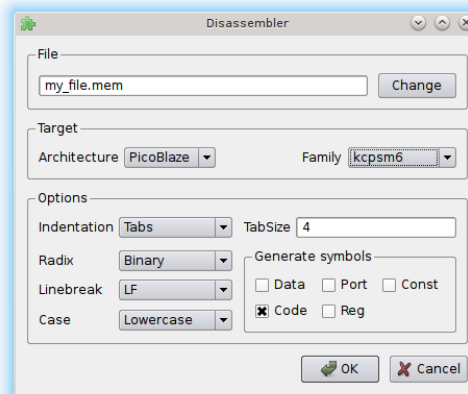 Disassembler
File
my_file.mem
Change
Target
Architecture PicoBlaze Family kcpsm6
Options
Indentation Tabs TabSize 4
Radix Binary Generate symbols
Linebreak LF Data Port Const
Case Lowercase Code Reg
OK Cancel